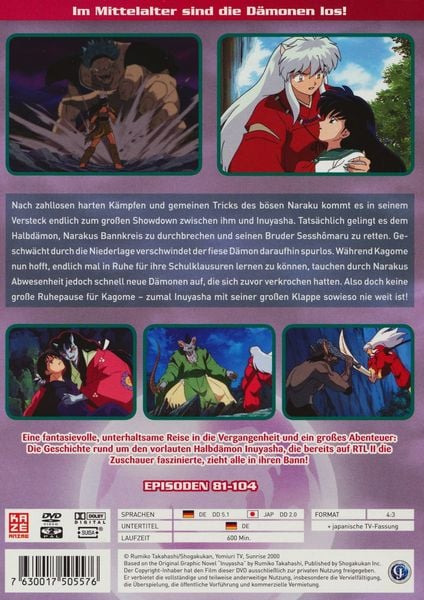 Im Mittelalter sind die Dämonen los!
Nach zahllosen harten Kämpfen und gemeinen Tricks des bösen Naraku kommt es in seinem
Versteck endlich zum großen Showdown zwischen ihm und Inuyasha. Tatsächlich gelingt es dem
Halbdämon, Narakus Bannkreis zu durchbrechen und seinen Bruder Sesshômaru zu retten. Ge-
schwächt durch die Niederlage verschwindet der fiese Dämon daraufhin spurlos. Während Kagome
nun hofft, endlich mal in Ruhe für ihre Schulklausuren lernen zu können, tauchen durch Narakus
Abwesenheit jedoch schnell neue Dämonen auf, die sich zuvor verkrochen hatten. Also doch keine
große Ruhepause für Kagome – zumal Inuyasha mit seiner großen Klappe sowieso nie weit ist!
Eine fantasievolle, unterhaltsame Reise in die Vergangenheit und ein großes Abenteuer:
Die Geschichte rund um den vorlauten Halbdämon Inuyasha, die bereits auf RTL II die
Zuschauer faszinierte, zieht alle in ihren Bann!
EPISODEN 81-104
KAZÉ ANIME
DVD VIDEO
PAL
DOLBY DIGITAL
SUISA
SPRACHEN DE DD 5.1 JAP DD 2.0 FORMAT 4:3
UNTERTITEL DE + japanische TV-Fassung
LAUFZEIT 600 Min.
© Rumiko Takahashi/Shogakukan, Yomiuri TV, Sunrise 2000
Based on the Original Graphic Novel "Inuyasha" by Rumiko Takahashi, Published by Shogakukan Inc.
Der Copyright-Inhaber hat den Film dieser DVD ausschließlich zur privaten Nutzung freigegeben.
Er verbietet die vollständige und teilweise anderweitige Nutzung, insbesondere die Vervielfältigung,
die Überspielung, die öffentliche Vorführung und kommerzielle Vermietung.
7 630017 505576